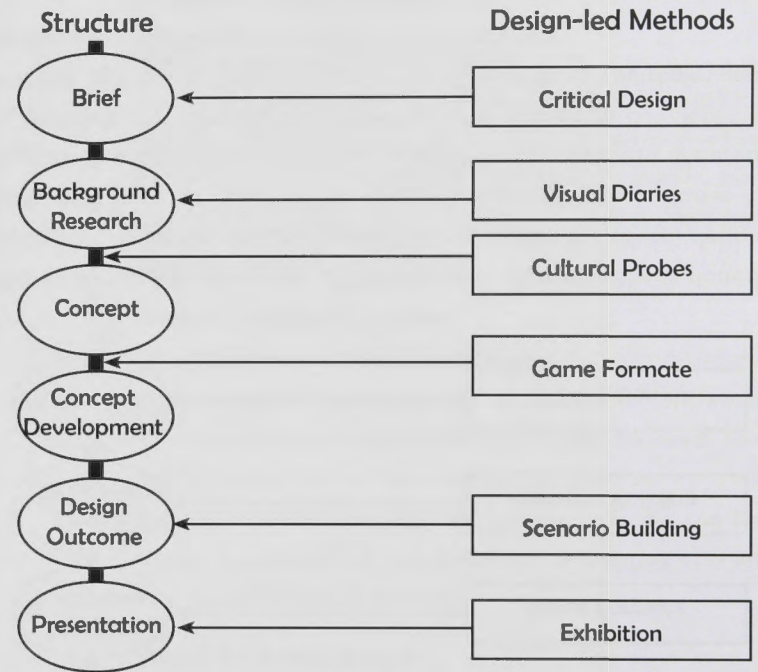 Structure
Design-led Methods
Brief
Critical Design
Background
Research
Visual Diaries
Cultural Probes
Concept
Game Formate
Concept
Development
Design
Outcome
Scenario Building
Presentation
Exhibition